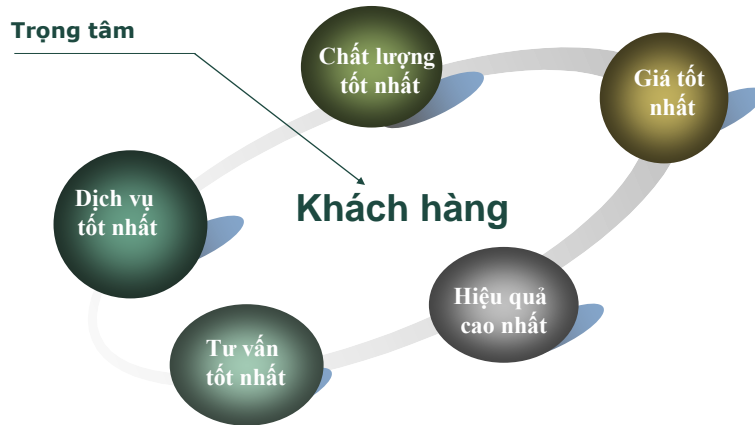 Trọng tâm
Chất lượng
tốt nhất
Giá tốt
nhất
Khách hàng
Dịch vụ
tốt nhất
Hiệu quả
cao nhất
Tư vấn
tốt nhất